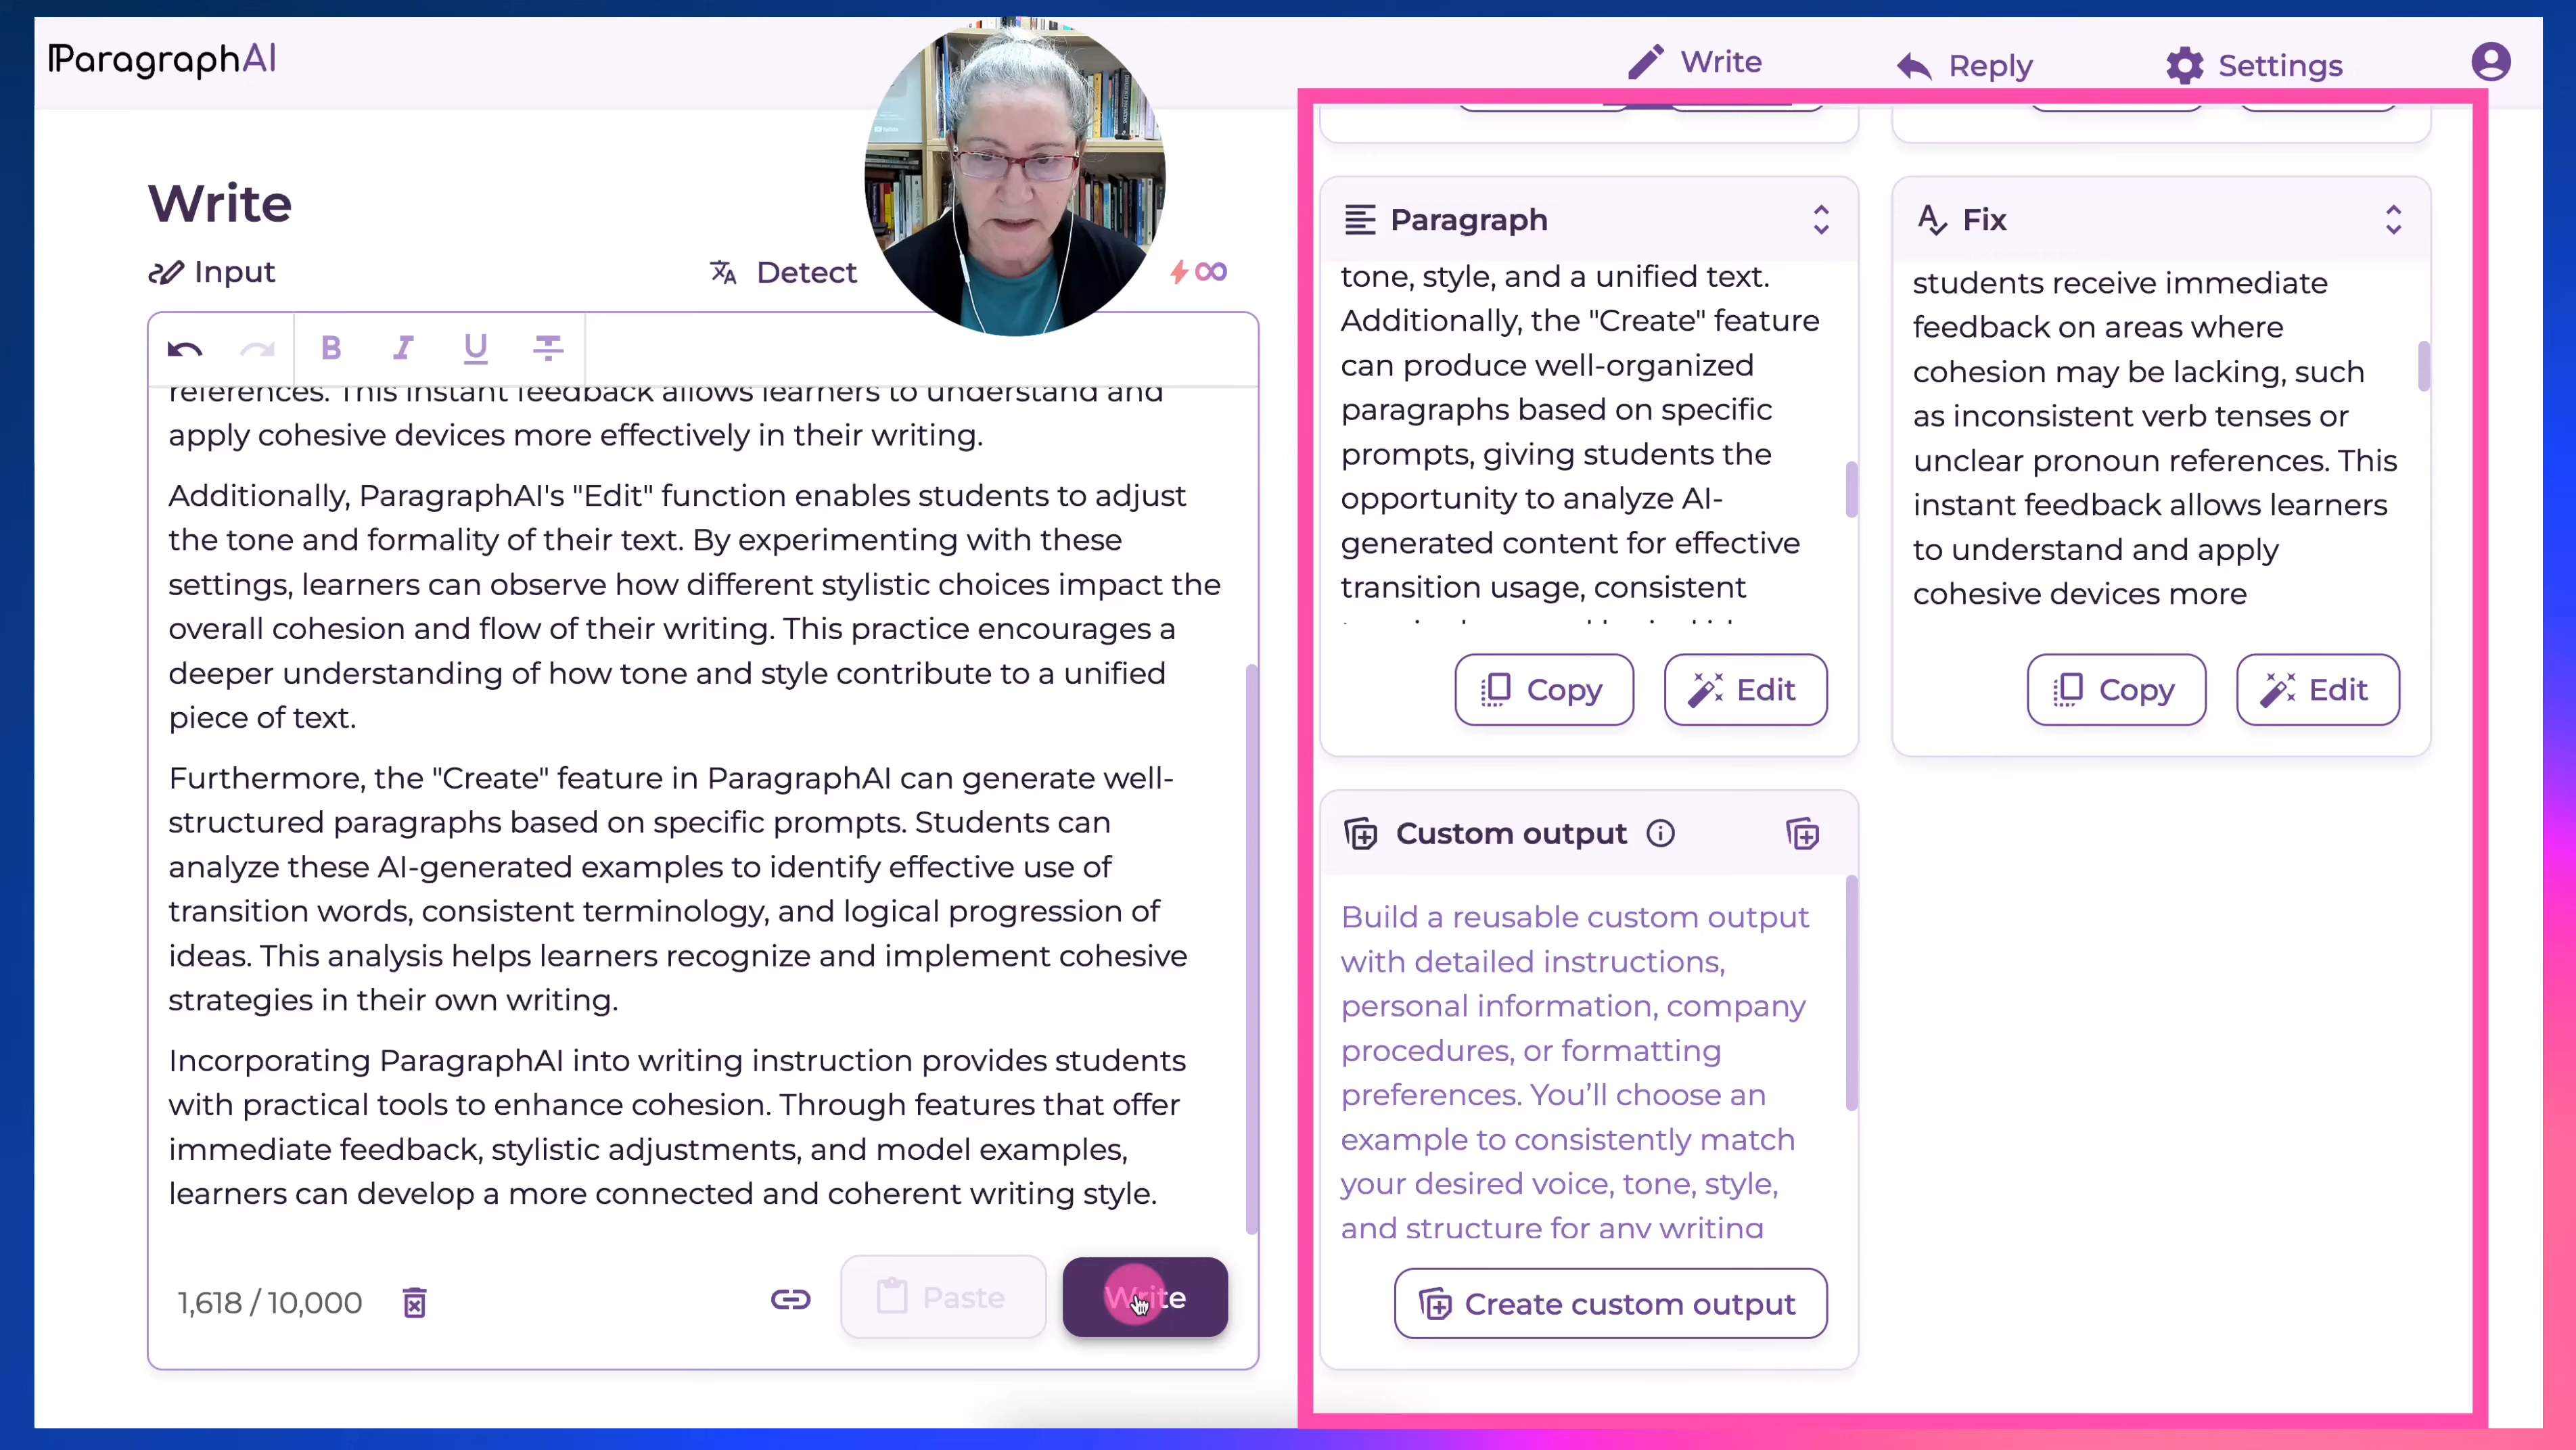 ParagraphAI
Write
Reply
Settings
Write
Input
Detect
references. This instant feedback allows learners to understand and
apply cohesive devices more effectively in their writing.
Additionally, ParagraphAI's "Edit" function enables students to adjust
the tone and formality of their text. By experimenting with these
settings, learners can observe how different stylistic choices impact the
overall cohesion and flow of their writing. This practice encourages a
deeper understanding of how tone and style contribute to a unified
piece of text.
Furthermore, the "Create" feature in ParagraphAI can generate well-
structured paragraphs based on specific prompts. Students can
analyze these AI-generated examples to identify effective use of
transition words, consistent terminology, and logical progression of
ideas. This analysis helps learners recognize and implement cohesive
strategies in their own writing.
Incorporating ParagraphAI into writing instruction provides students
with practical tools to enhance cohesion. Through features that offer
immediate feedback, stylistic adjustments, and model examples,
learners can develop a more connected and coherent writing style.
1,618 / 10,000
Paste
Write
Paragraph
tone, style, and a unified text.
Additionally, the "Create" feature
can produce well-organized
paragraphs based on specific
prompts, giving students the
opportunity to analyze AI-
generated content for effective
transition usage, consistent
Copy
Edit
Fix
students receive immediate
feedback on areas where
cohesion may be lacking, such
as inconsistent verb tenses or
unclear pronoun references. This
instant feedback allows learners
to understand and apply
cohesive devices more
Copy
Edit
Custom output
Build a reusable custom output
with detailed instructions,
personal information, company
procedures, or formatting
preferences. You’ll choose an
example to consistently match
your desired voice, tone, style,
and structure for any writing
Create custom output